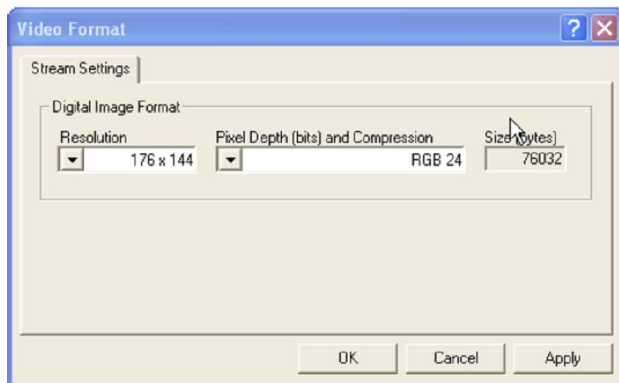 Video Format
Stream Settings
Digital Image Format
Resolution Pixel Depth (bits) and Compression Size (bytes)
176 x 144 RGB 24 76032
OK Cancel Apply